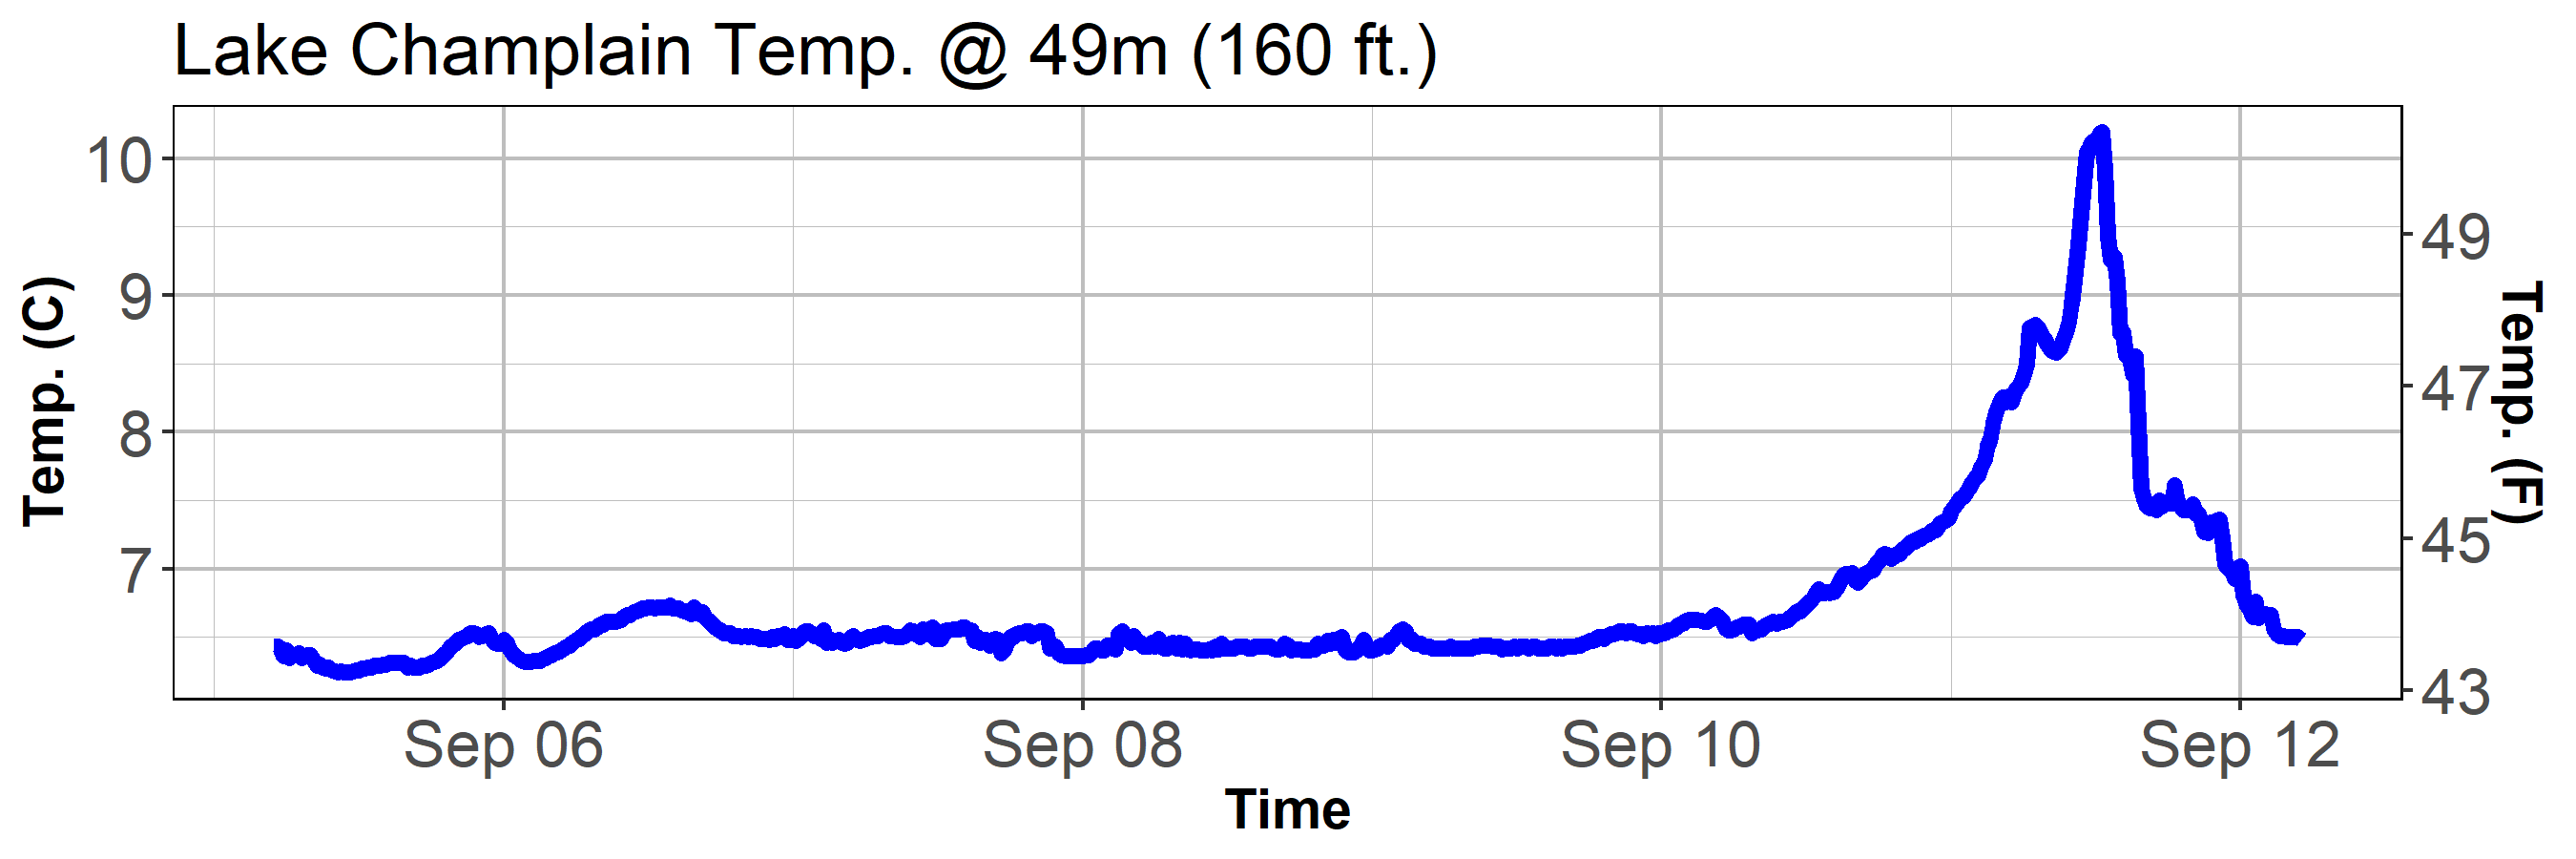 Lake Champlain Temp. @ 49m (160 ft.)
10
9
8
7
Temp. (C)
49
47
45
43
Temp. (F)
Sep 06
Sep 08
Sep 10
Sep 12
Time